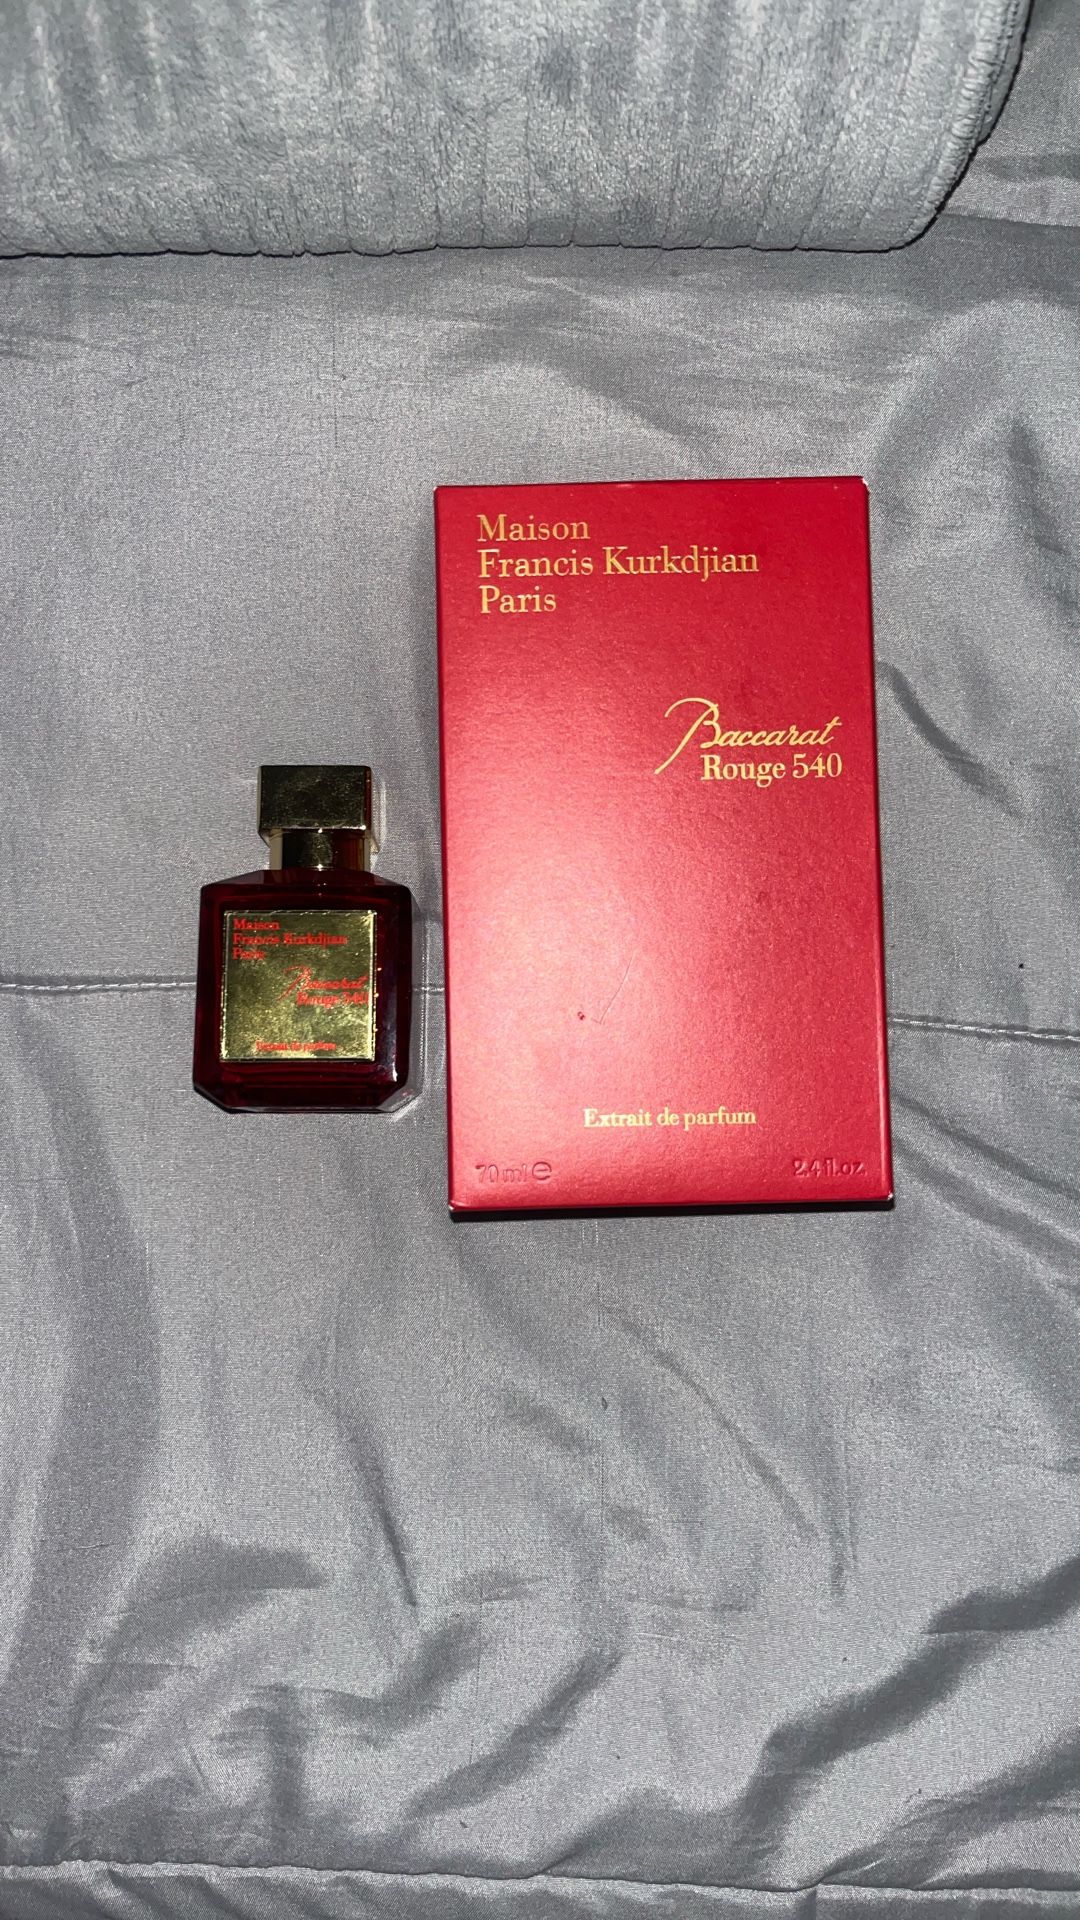 Maison
Francis Kurkdjian
Paris
Baccarat
Rouge 540
Extrait de parfum
70 ml ℮
2.4 fl.oz.
Maison
Francis Kurkdjian
Paris
Baccarat
Rouge 540
Extrait de parfum